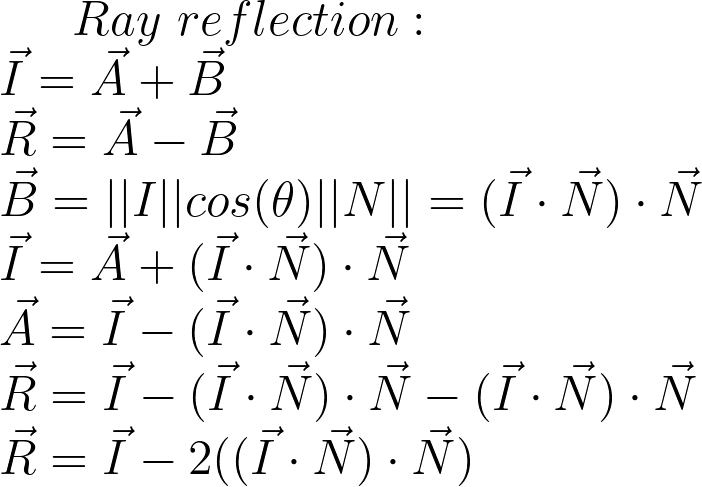 Ray reflection :
I⃗ = A⃗ + B⃗
R⃗ = A⃗ − B⃗
B⃗ = ||I||cos(θ)||N|| = (I⃗ · N⃗) · N⃗
I⃗ = A⃗ + (I⃗ · N⃗) · N⃗
A⃗ = I⃗ − (I⃗ · N⃗) · N⃗
R⃗ = I⃗ − (I⃗ · N⃗) · N⃗ − (I⃗ · N⃗) · N⃗
R⃗ = I⃗ − 2((I⃗ · N⃗) · N⃗)